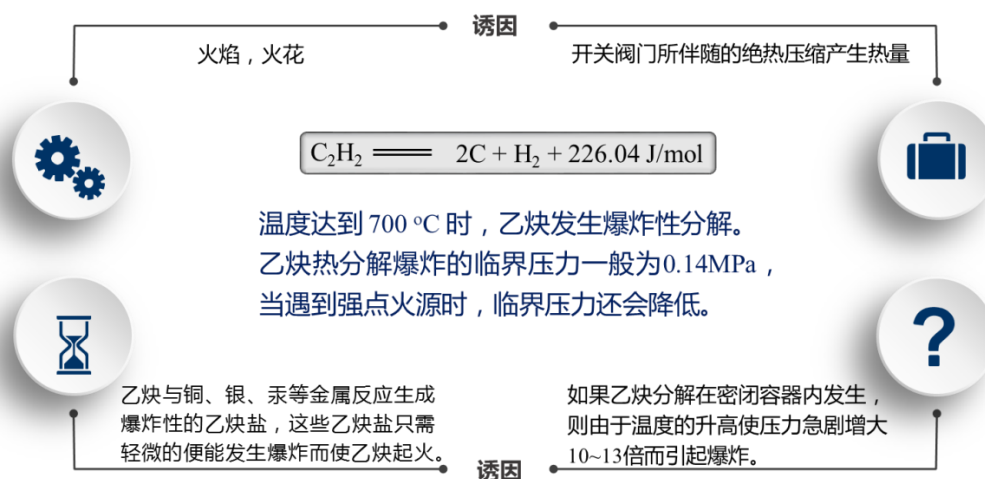 诱因
火焰，火花
开关阀门所伴随的绝热压缩产生热量
C₂H₂ ═══ 2C + H₂ + 226.04 J/mol
温度达到 700 ºC 时，乙炔发生爆炸性分解。
乙炔热分解爆炸的临界压力一般为0.14MPa，
当遇到强点火源时，临界压力还会降低。
?
乙炔与铜、银、汞等金属反应生成
爆炸性的乙炔盐，这些乙炔盐只需
轻微的便能发生爆炸而使乙炔起火。
如果乙炔分解在密闭容器内发生，
则由于温度的升高使压力急剧增大
10~13倍而引起爆炸。
诱因